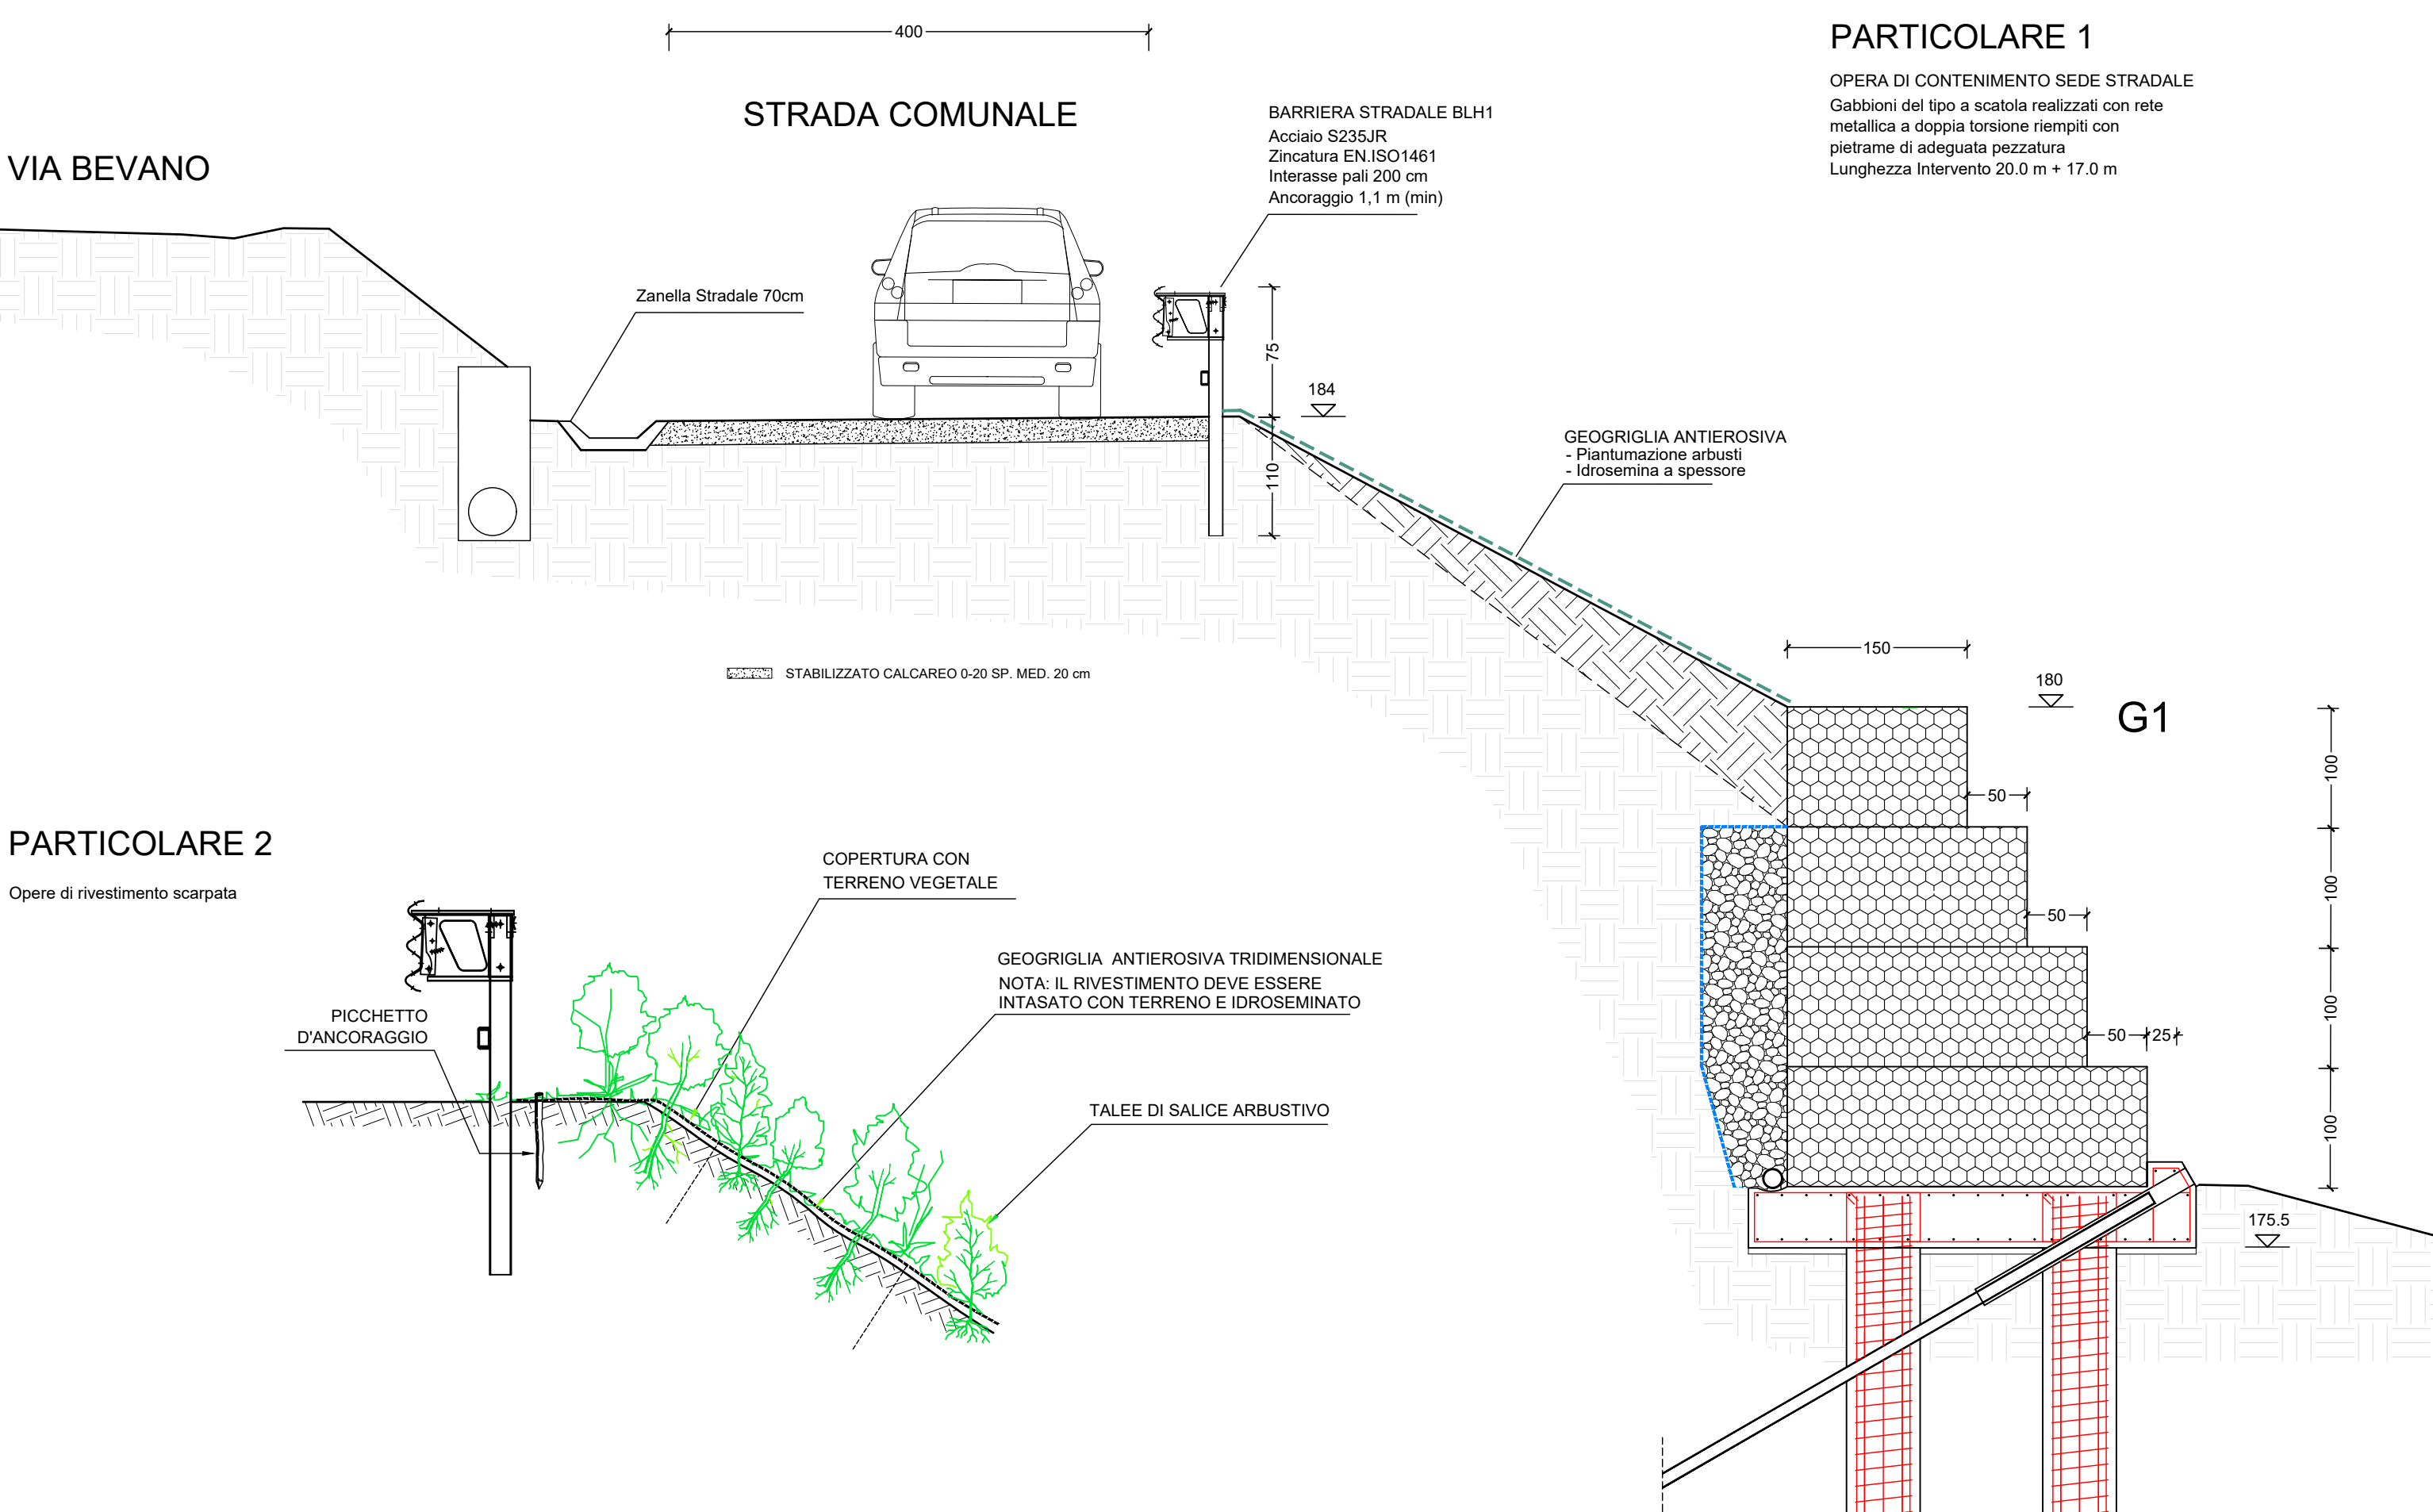 400
STRADA COMUNALE
VIA BEVANO
PARTICOLARE 1
OPERA DI CONTENIMENTO SEDE STRADALE
Gabbioni del tipo a scatola realizzati con rete
metallica a doppia torsione riempiti con
pietrame di adeguata pezzatura
Lunghezza Intervento 20.0 m + 17.0 m
BARRIERA STRADALE BLH1
Acciaio S235JR
Zincatura EN.ISO1461
Interasse pali 200 cm
Ancoraggio 1,1 m (min)
Zanella Stradale 70cm
75
184
110
GEOGRIGLIA ANTIEROSIVA
- Piantumazione arbusti
- Idrosemina a spessore
STABILIZZATO CALCAREO 0-20 SP. MED. 20 cm
150
180
G1
100
50
100
50
100
50
25
100
175.5
PARTICOLARE 2
Opere di rivestimento scarpata
COPERTURA CON
TERRENO VEGETALE
GEOGRIGLIA ANTIEROSIVA TRIDIMENSIONALE
NOTA: IL RIVESTIMENTO DEVE ESSERE
INTASATO CON TERRENO E IDROSEMINATO
PICCHETTO
D'ANCORAGGIO
TALEE DI SALICE ARBUSTIVO